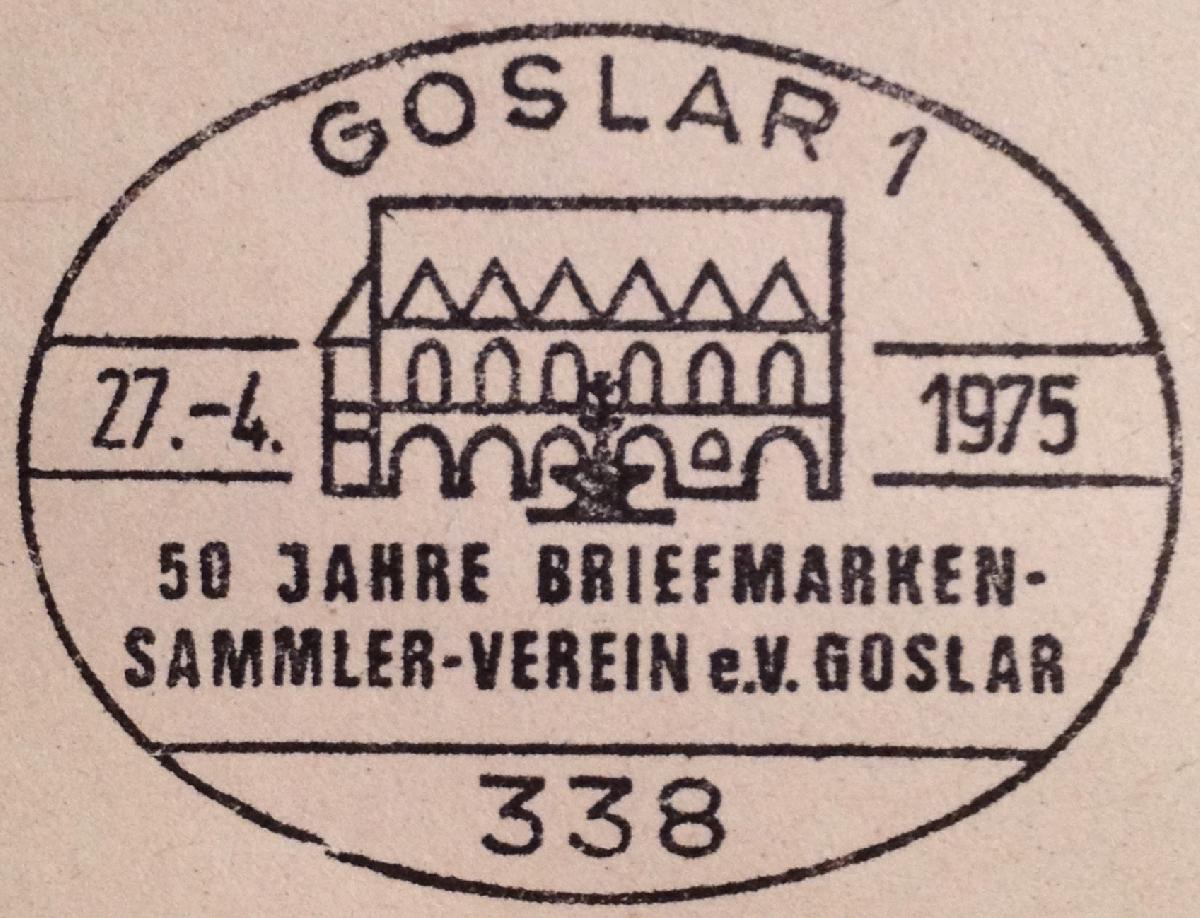 GOSLAR 1
27.-4. 1975
50 JAHRE BRIEFMARKEN-
SAMMLER-VEREIN e.V. GOSLAR
338